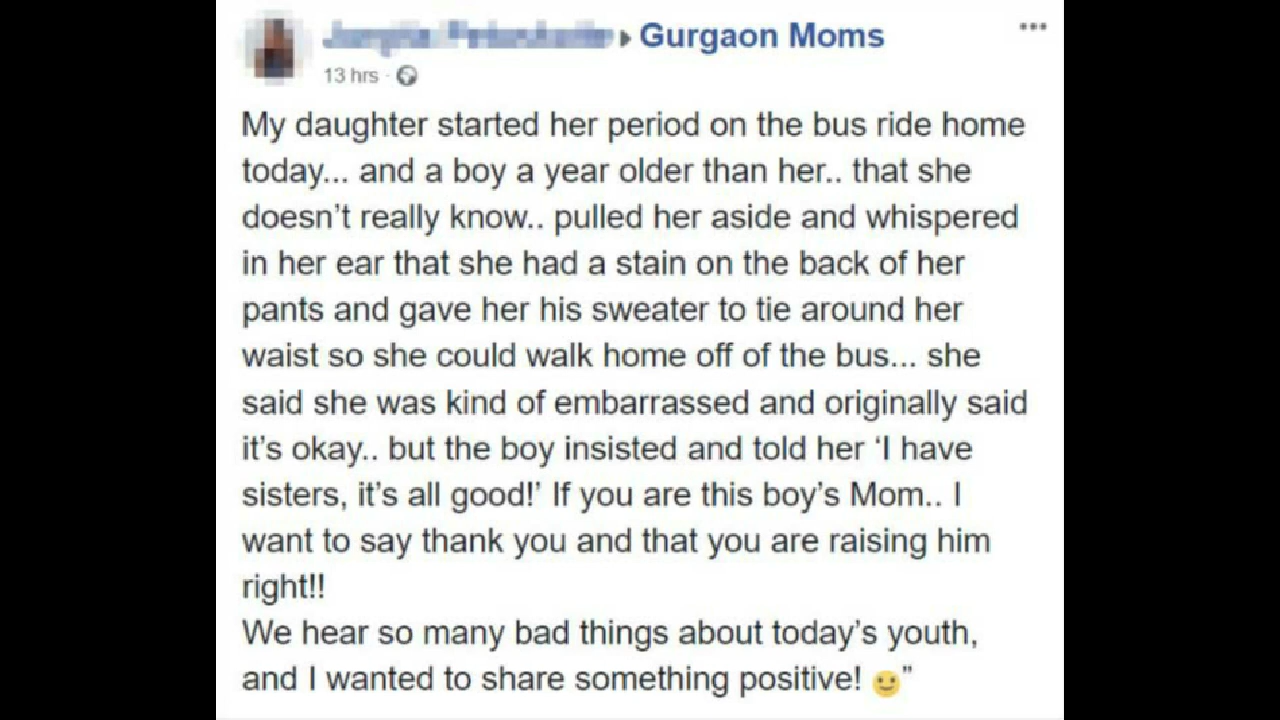 Gurgaon Moms
13 hrs
My daughter started her period on the bus ride home
today... and a boy a year older than her.. that she
doesn’t really know.. pulled her aside and whispered
in her ear that she had a stain on the back of her
pants and gave her his sweater to tie around her
waist so she could walk home off of the bus... she
said she was kind of embarrassed and originally said
it’s okay.. but the boy insisted and told her ‘I have
sisters, it’s all good!’ If you are this boy’s Mom.. I
want to say thank you and that you are raising him
right!!
We hear so many bad things about today’s youth,
and I wanted to share something positive! 🙂”